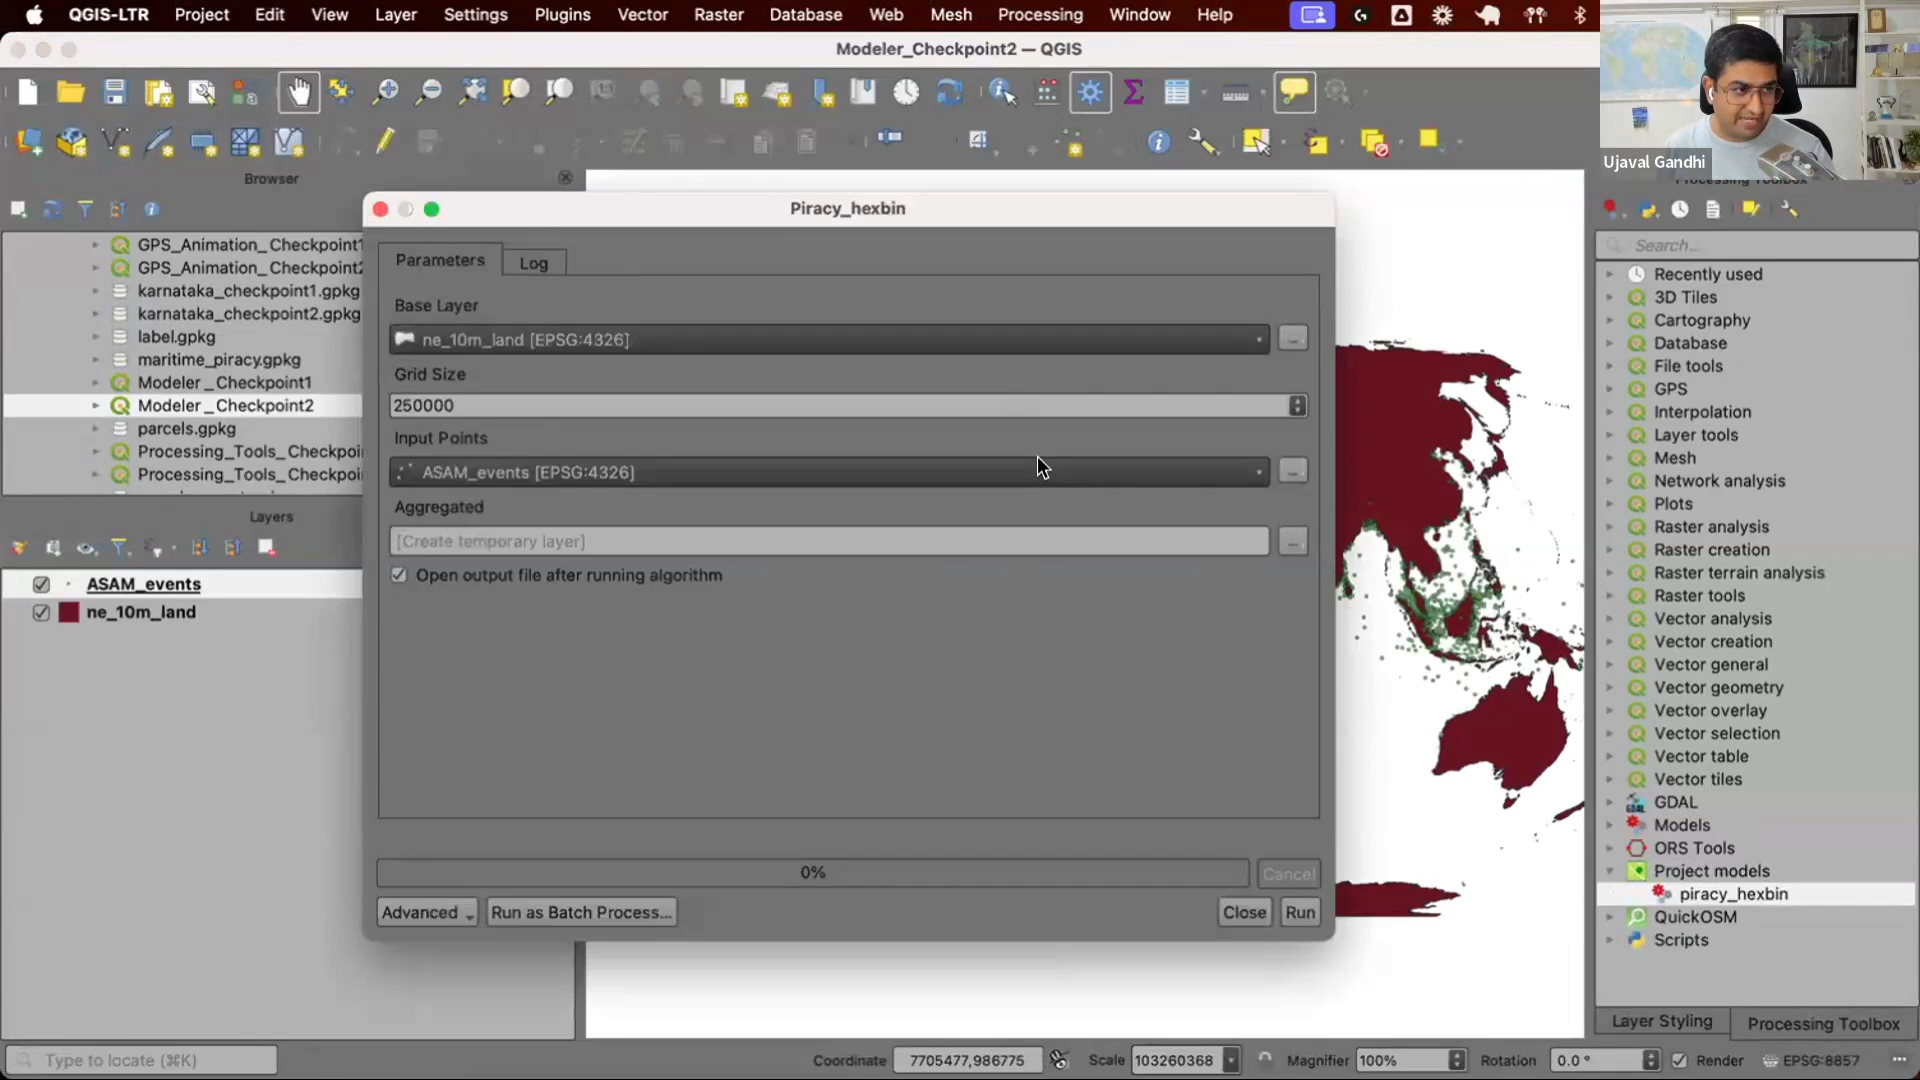 QGIS-LTR Project Edit View Layer Settings Plugins Vector Raster Database Web Mesh Processing Window Help
Modeler_Checkpoint2 — QGIS
Ujaval Gandhi
Browser
GPS_Animation_Checkpoint1
GPS_Animation_Checkpoint2
karnataka_checkpoint1.gpkg
karnataka_checkpoint2.gpkg
label.gpkg
maritime_piracy.gpkg
Modeler_Checkpoint1
Modeler_Checkpoint2
parcels.gpkg
Processing_Tools_Checkpoi
Processing_Tools_Checkpoi
Layers
ASAM_events
ne_10m_land
Piracy_hexbin
Parameters Log
Base Layer
ne_10m_land [EPSG:4326]
...
Grid Size
250000
Input Points
ASAM_events [EPSG:4326]
...
Aggregated
[Create temporary layer]
...
Open output file after running algorithm
0%
Cancel
Advanced Run as Batch Process... Close Run
Processing Toolbox
Search...
Recently used
3D Tiles
Cartography
Database
File tools
GPS
Interpolation
Layer tools
Mesh
Network analysis
Plots
Raster analysis
Raster creation
Raster terrain analysis
Raster tools
Vector analysis
Vector creation
Vector general
Vector geometry
Vector overlay
Vector selection
Vector table
Vector tiles
GDAL
Models
ORS Tools
Project models
piracy_hexbin
QuickOSM
Scripts
Layer Styling Processing Toolbox
Type to locate (⌘K) Coordinate 7705477,986775 Scale 103260368 Magnifier 100% Rotation 0.0 ° Render EPSG:8857